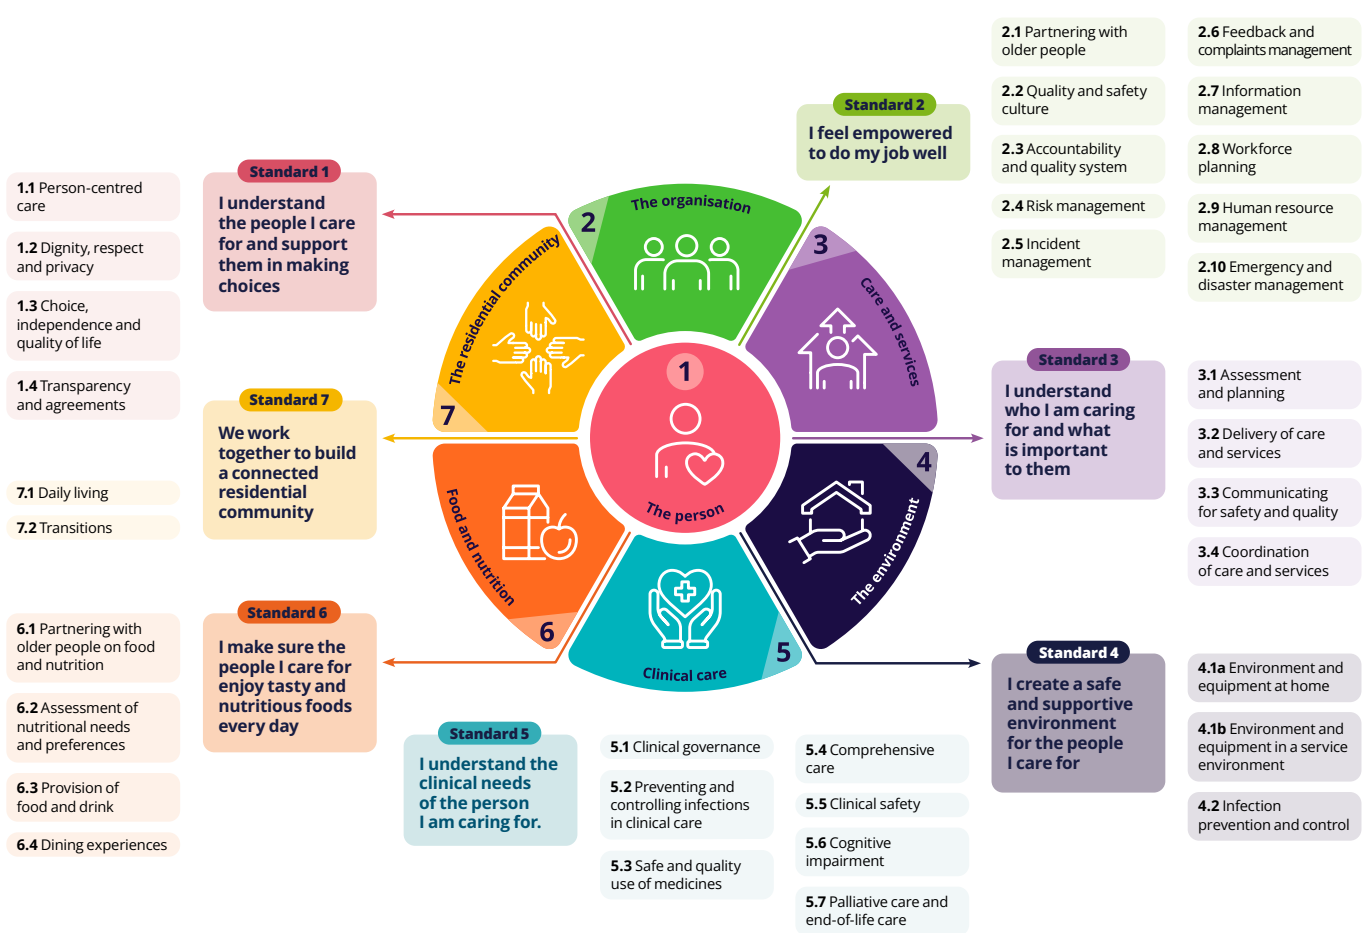 Standard 1
I understand
the people I care
for and support
them in making
choices
1.1 Person-centred
care
1.2 Dignity, respect
and privacy
1.3 Choice,
independence and
quality of life
1.4 Transparency
and agreements
Standard 2
I feel empowered
to do my job well
2.1 Partnering with
older people
2.2 Quality and safety
culture
2.3 Accountability
and quality system
2.4 Risk management
2.5 Incident
management
2.6 Feedback and
complaints management
2.7 Information
management
2.8 Workforce
planning
2.9 Human resource
management
2.10 Emergency and
disaster management
1
The person
2
The organisation
3
Care and services
4
The environment
5
Clinical care
6
Food and nutrition
7
The residential community
Standard 3
I understand
who I am caring
for and what
is important
to them
3.1 Assessment
and planning
3.2 Delivery of care
and services
3.3 Communicating
for safety and quality
3.4 Coordination
of care and services
Standard 4
I create a safe
and supportive
environment
for the people
I care for
4.1a Environment and
equipment at home
4.1b Environment and
equipment in a service
environment
4.2 Infection
prevention and control
Standard 5
I understand the
clinical needs
of the person
I am caring for.
5.1 Clinical governance
5.2 Preventing and
controlling infections
in clinical care
5.3 Safe and quality
use of medicines
5.4 Comprehensive
care
5.5 Clinical safety
5.6 Cognitive
impairment
5.7 Palliative care and
end-of-life care
Standard 6
I make sure the
people I care for
enjoy tasty and
nutritious foods
every day
6.1 Partnering with
older people on food
and nutrition
6.2 Assessment of
nutritional needs
and preferences
6.3 Provision of
food and drink
6.4 Dining experiences
Standard 7
We work
together to build
a connected
residential
community
7.1 Daily living
7.2 Transitions